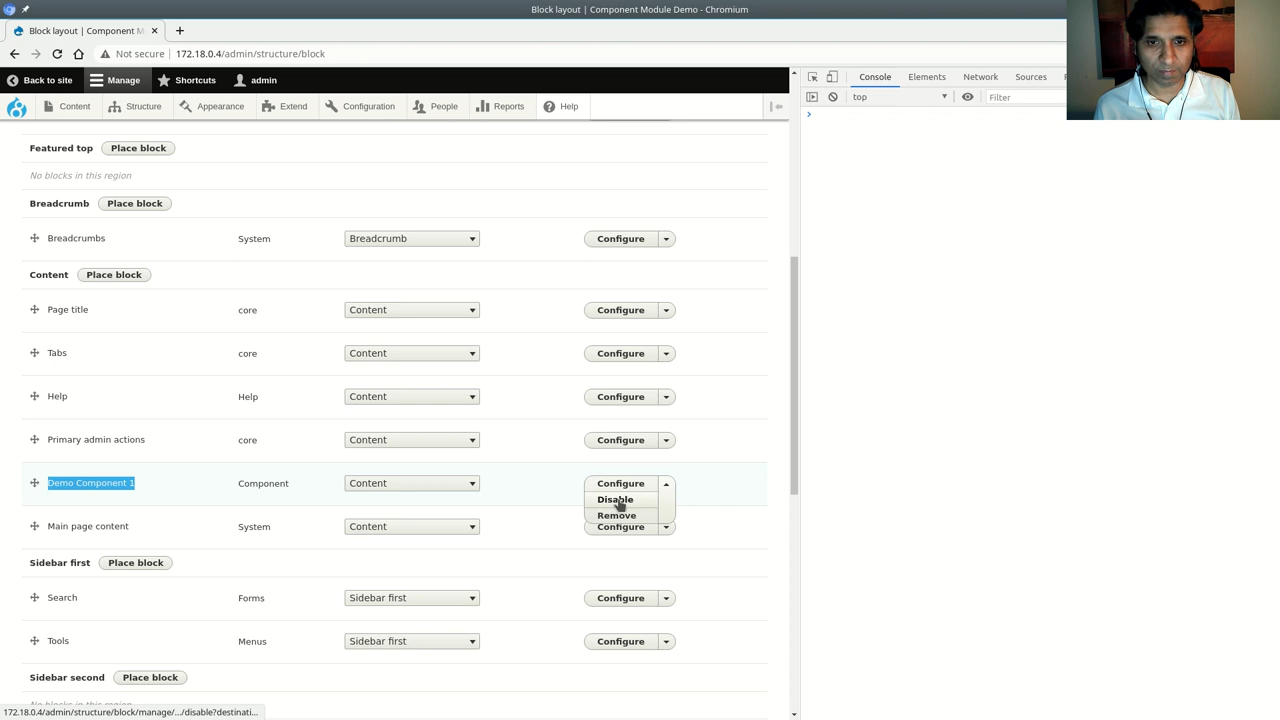 Block layout | Component Module Demo - Chromium
Block layout | Component M
Not secure | 172.18.0.4/admin/structure/block
Back to site Manage Shortcuts admin
Content Structure Appearance Extend Configuration People Reports Help
Console Elements Network Sources
top Filter
Featured top Place block
No blocks in this region
Breadcrumb Place block
Breadcrumbs System Breadcrumb Configure
Content Place block
Page title core Content Configure
Tabs core Content Configure
Help Help Content Configure
Primary admin actions core Content Configure
Demo Component 1 Component Content Configure
Disable
Remove
Main page content System Content Configure
Sidebar first Place block
Search Forms Sidebar first Configure
Tools Menus Sidebar first Configure
Sidebar second Place block
No blocks in this region
172.18.0.4/admin/structure/block/manage/.../disable?destinati...